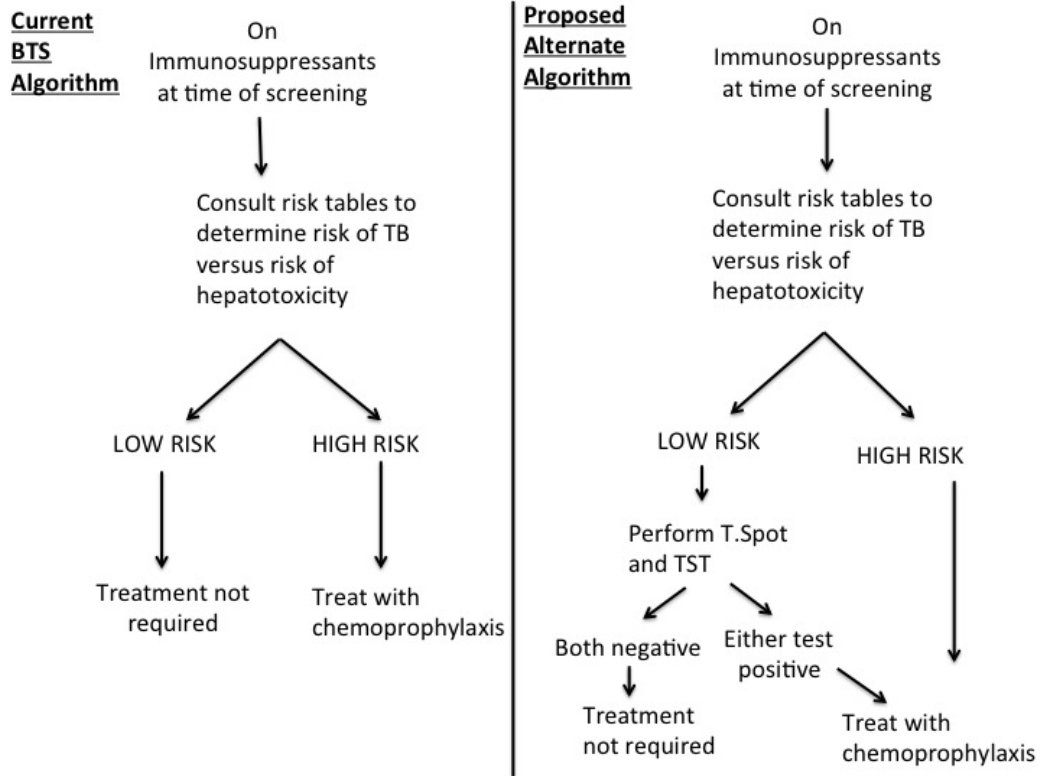 Current
BTS
Algorithm
On
Immunosuppressants
at time of screening
Consult risk tables to
determine risk of TB
versus risk of
hepatotoxicity
LOW RISK
HIGH RISK
Treatment not
required
Treat with
chemoprophylaxis
Proposed
Alternate
Algorithm
On
Immunosuppressants
at time of screening
Consult risk tables to
determine risk of TB
versus risk of
hepatotoxicity
LOW RISK
HIGH RISK
Perform T.Spot
and TST
Both negative
Either test
positive
Treatment
not required
Treat with
chemoprophylaxis